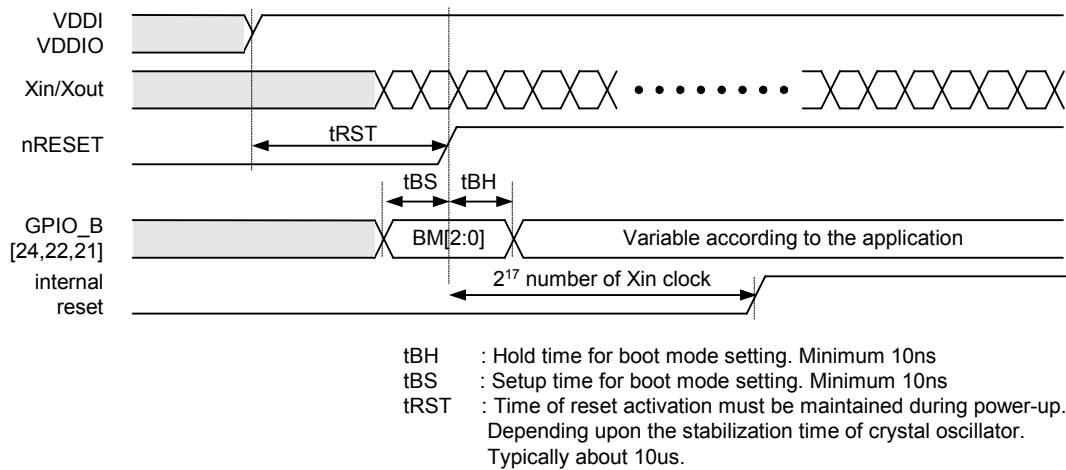 VDDI
VDDIO
Xin/Xout
nRESET
tRST
tBS
tBH
GPIO_B
[24,22,21]
BM[2:0]
Variable according to the application
internal
reset
2¹⁷ number of Xin clock
tBH : Hold time for boot mode setting. Minimum 10ns
tBS : Setup time for boot mode setting. Minimum 10ns
tRST : Time of reset activation must be maintained during power-up.
Depending upon the stabilization time of crystal oscillator.
Typically about 10us.